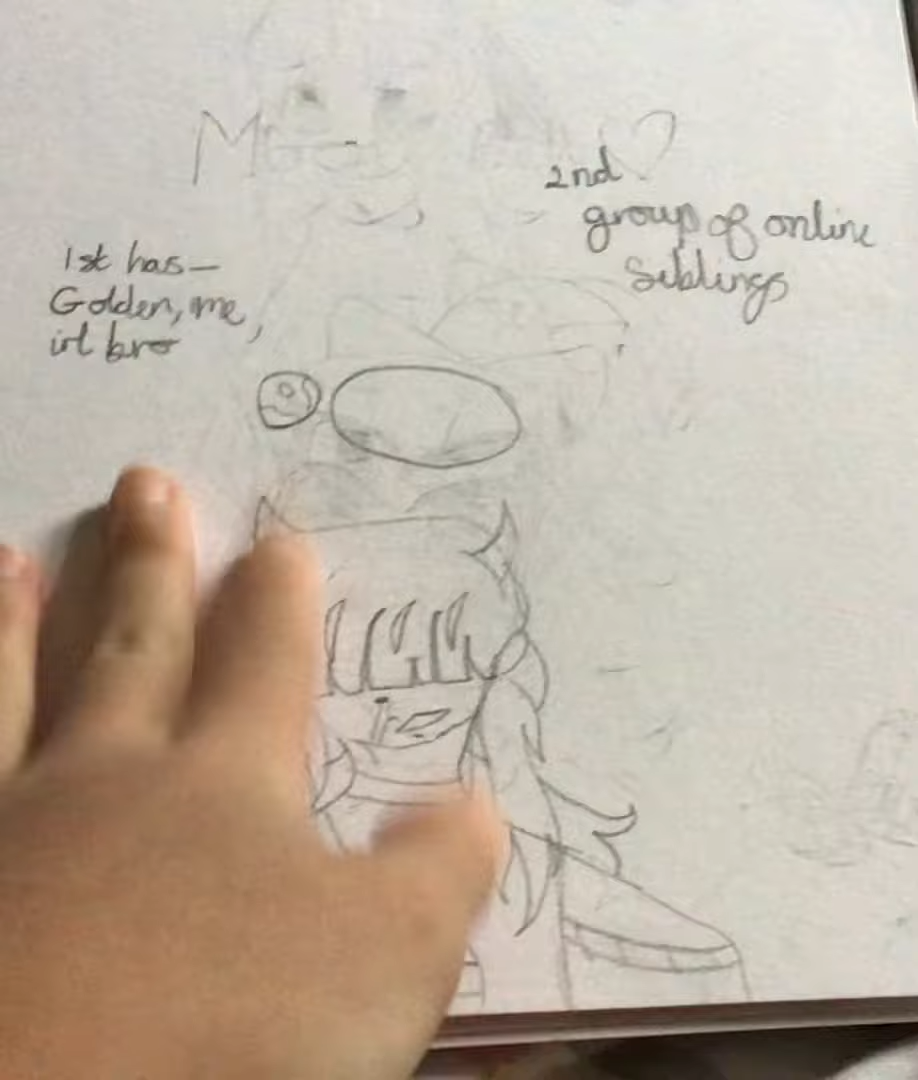 2nd
group of online
siblings
1st has—
Golden, me,
irl bro